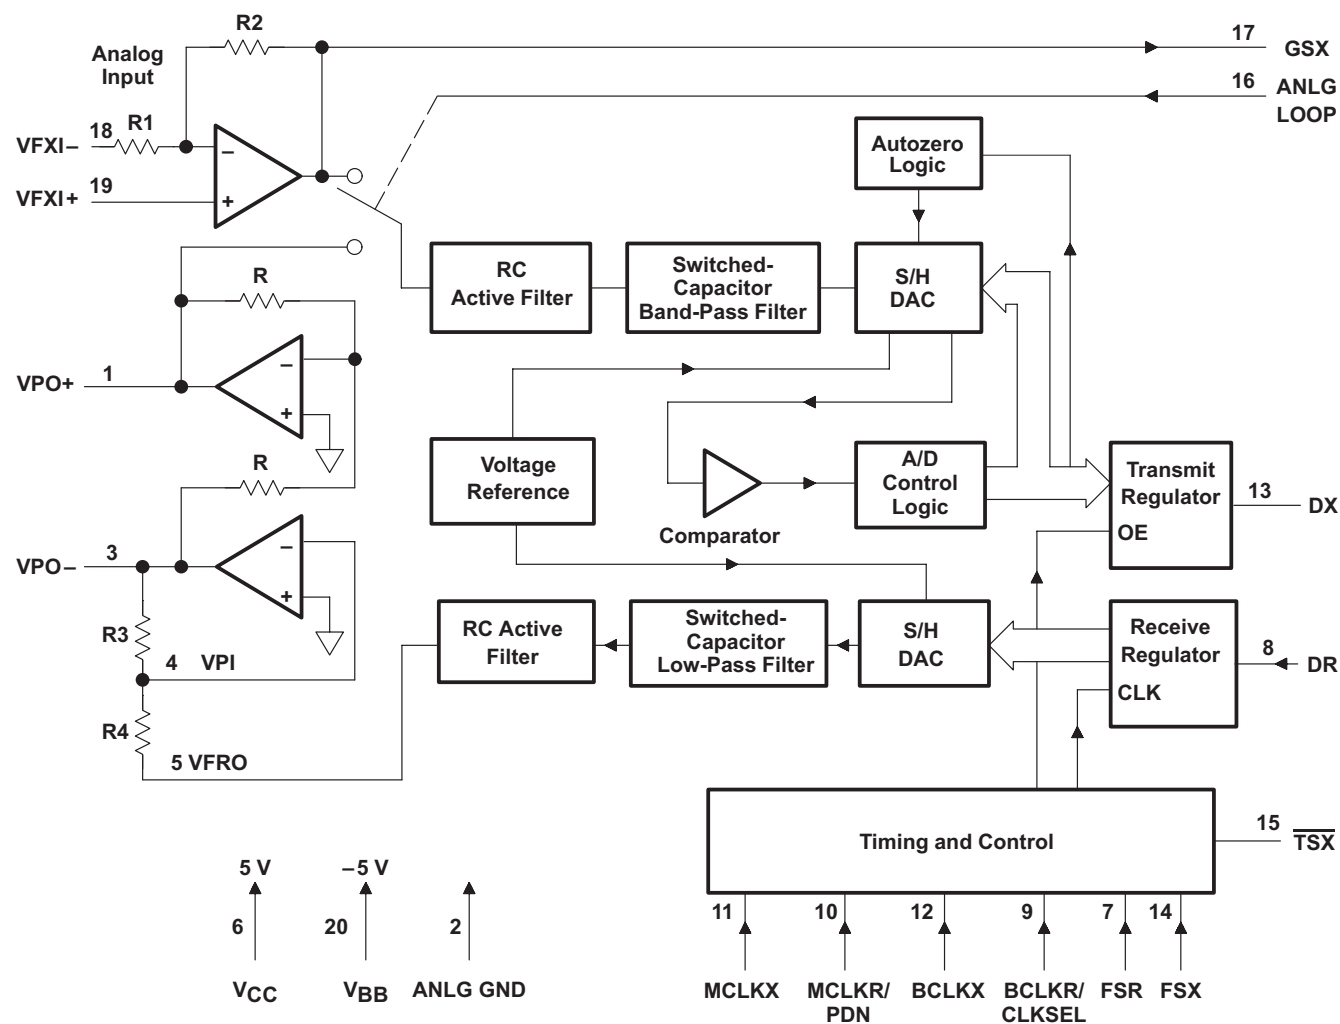 R2
17
GSX
Analog
Input
16
ANLG
LOOP
18
R1
VFXI–
Autozero
Logic
–
19
VFXI+
+
RC
Active Filter
Switched-
Capacitor
Band-Pass Filter
S/H
DAC
R
–
1
VPO+
+
Voltage
Reference
A/D
Control
Logic
Transmit
Regulator
13
DX
OE
R
Comparator
3
VPO–
–
+
R3
4 VPI
RC Active
Filter
Switched-
Capacitor
Low-Pass Filter
S/H
DAC
Receive
Regulator
8
DR
CLK
R4
5 VFRO
Timing and Control
15
TSX
5 V
–5 V
6
20
2
VCC
VBB
ANLG GND
11
10
12
9
7
14
MCLKX
MCLKR/
PDN
BCLKX
BCLKR/
CLKSEL
FSR
FSX